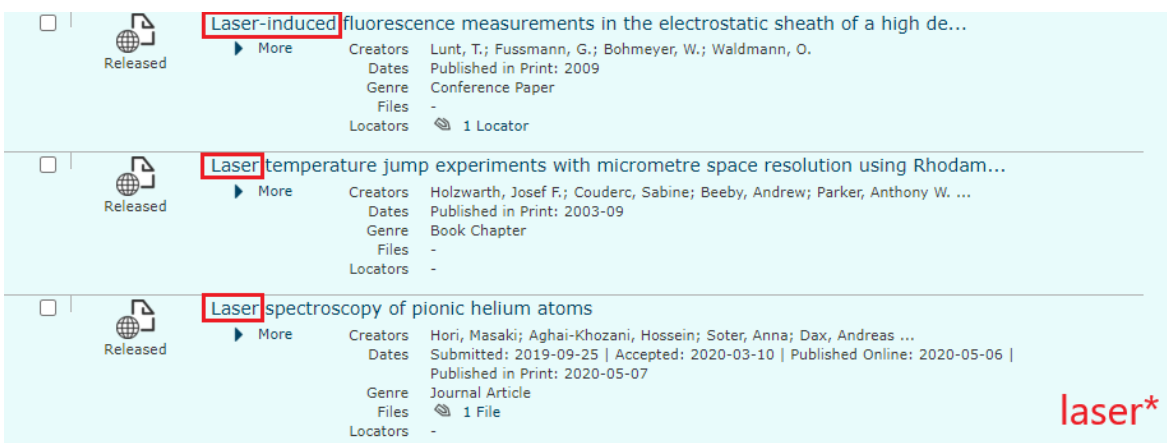 Laser-induced fluorescence measurements in the electrostatic sheath of a high de...
Released
More
Creators Lunt, T.; Fussmann, G.; Bohmeyer, W.; Waldmann, O.
Dates Published in Print: 2009
Genre Conference Paper
Files -
Locators 1 Locator
Laser temperature jump experiments with micrometre space resolution using Rhodam...
Released
More
Creators Holzwarth, Josef F.; Couderc, Sabine; Beeby, Andrew; Parker, Anthony W. ...
Dates Published in Print: 2003-09
Genre Book Chapter
Files -
Locators -
Laser spectroscopy of pionic helium atoms
Released
More
Creators Hori, Masaki; Aghai-Khozani, Hossein; Soter, Anna; Dax, Andreas ...
Dates Submitted: 2019-09-25 | Accepted: 2020-03-10 | Published Online: 2020-05-06 |
Published in Print: 2020-05-07
Genre Journal Article
Files 1 File
Locators -
laser*